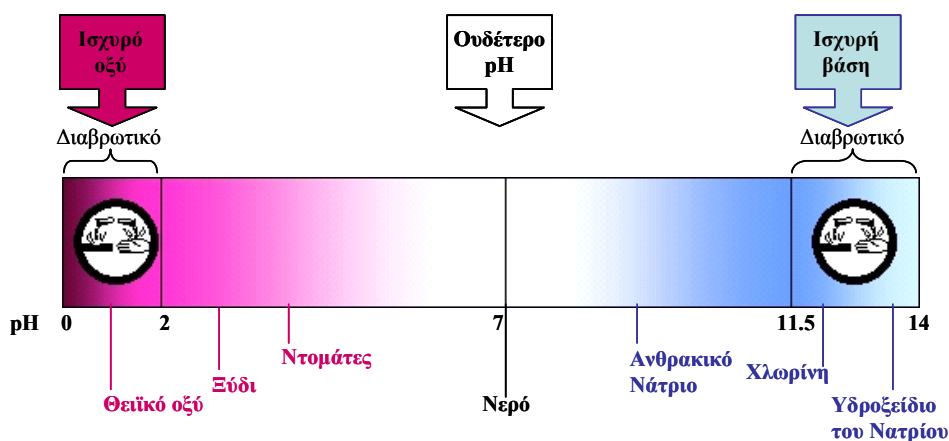 Ισχυρό
οξύ
Ουδέτερο
pH
Ισχυρή
βάση
Διαβρωτικό
Διαβρωτικό
pH 0 2 7 11.5 14
Ντομάτες
Ξύδι
Θειϊκό οξύ
Νερό
Ανθρακικό
Νάτριο
Χλωρίνη
Υδροξείδιο
του Νατρίου